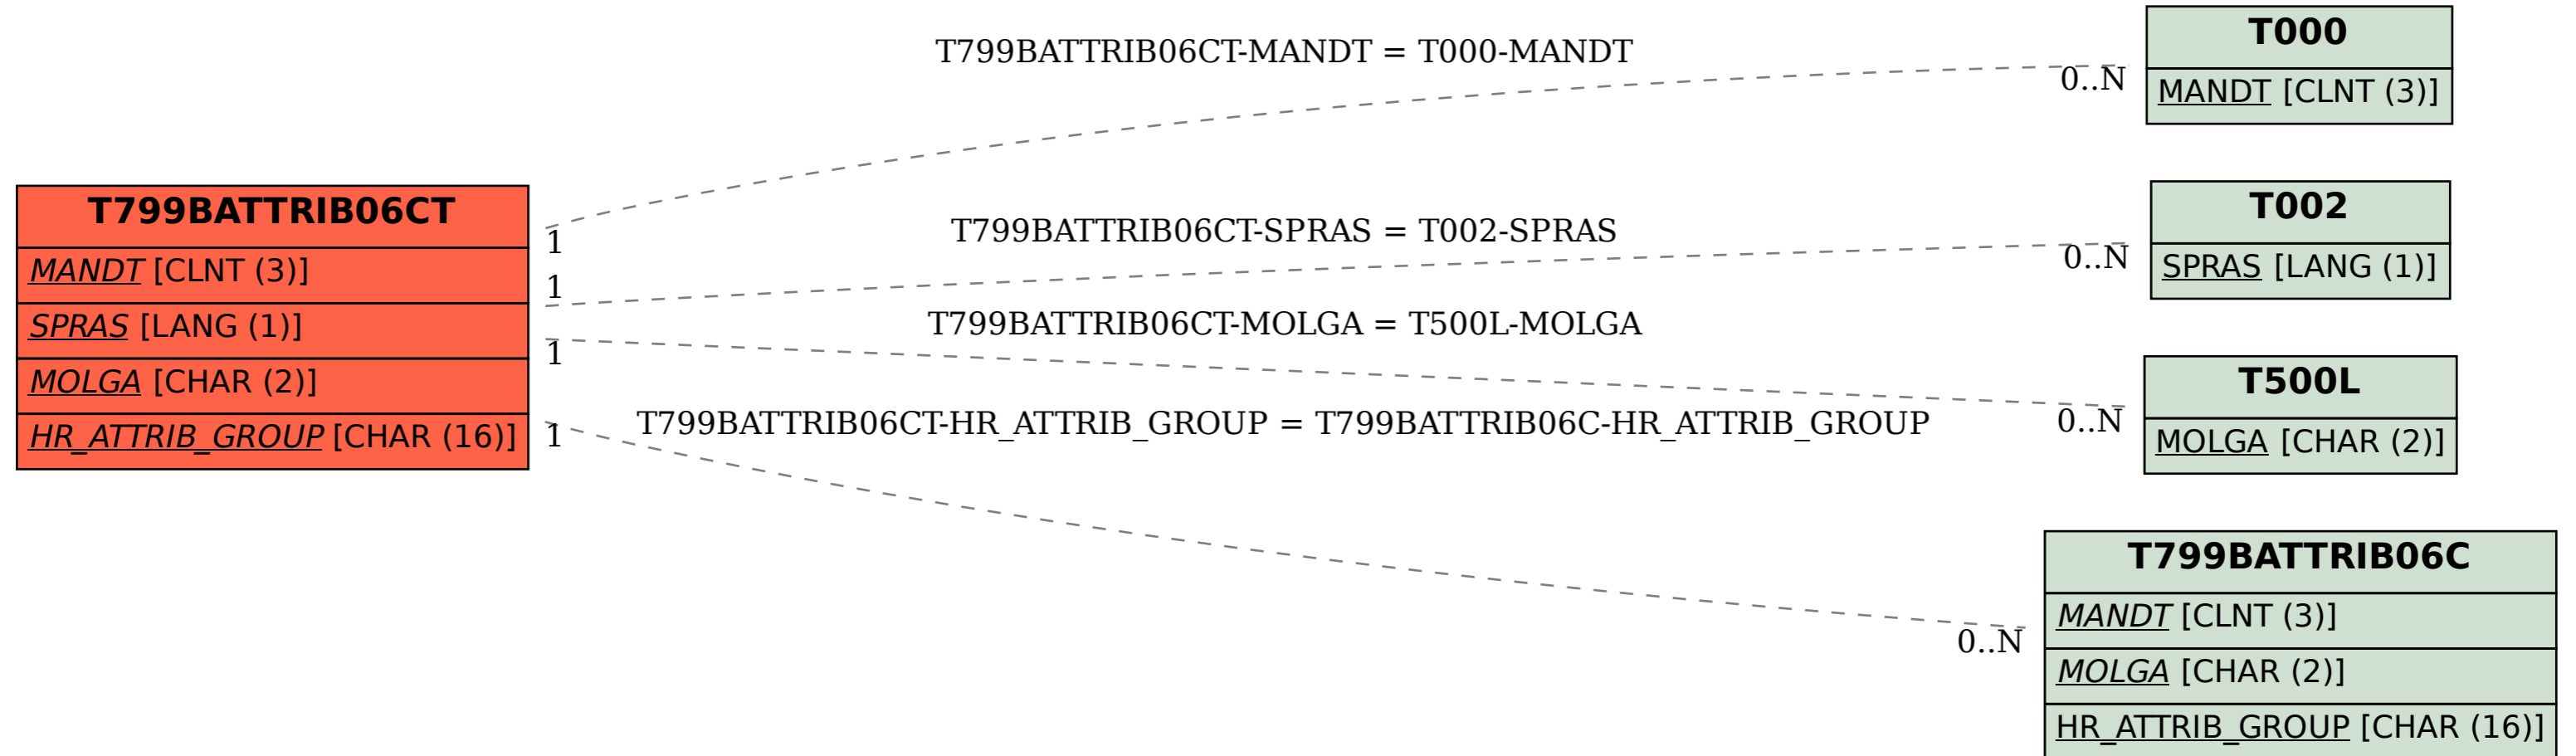 T799BATTRIB06CT
MANDT [CLNT (3)]
SPRAS [LANG (1)]
MOLGA [CHAR (2)]
HR_ATTRIB_GROUP [CHAR (16)]
T799BATTRIB06CT-MANDT = T000-MANDT
1
0..N
T799BATTRIB06CT-SPRAS = T002-SPRAS
1
0..N
T799BATTRIB06CT-MOLGA = T500L-MOLGA
1
0..N
T799BATTRIB06CT-HR_ATTRIB_GROUP = T799BATTRIB06C-HR_ATTRIB_GROUP
1
0..N
T000
MANDT [CLNT (3)]
T002
SPRAS [LANG (1)]
T500L
MOLGA [CHAR (2)]
T799BATTRIB06C
MANDT [CLNT (3)]
MOLGA [CHAR (2)]
HR_ATTRIB_GROUP [CHAR (16)]